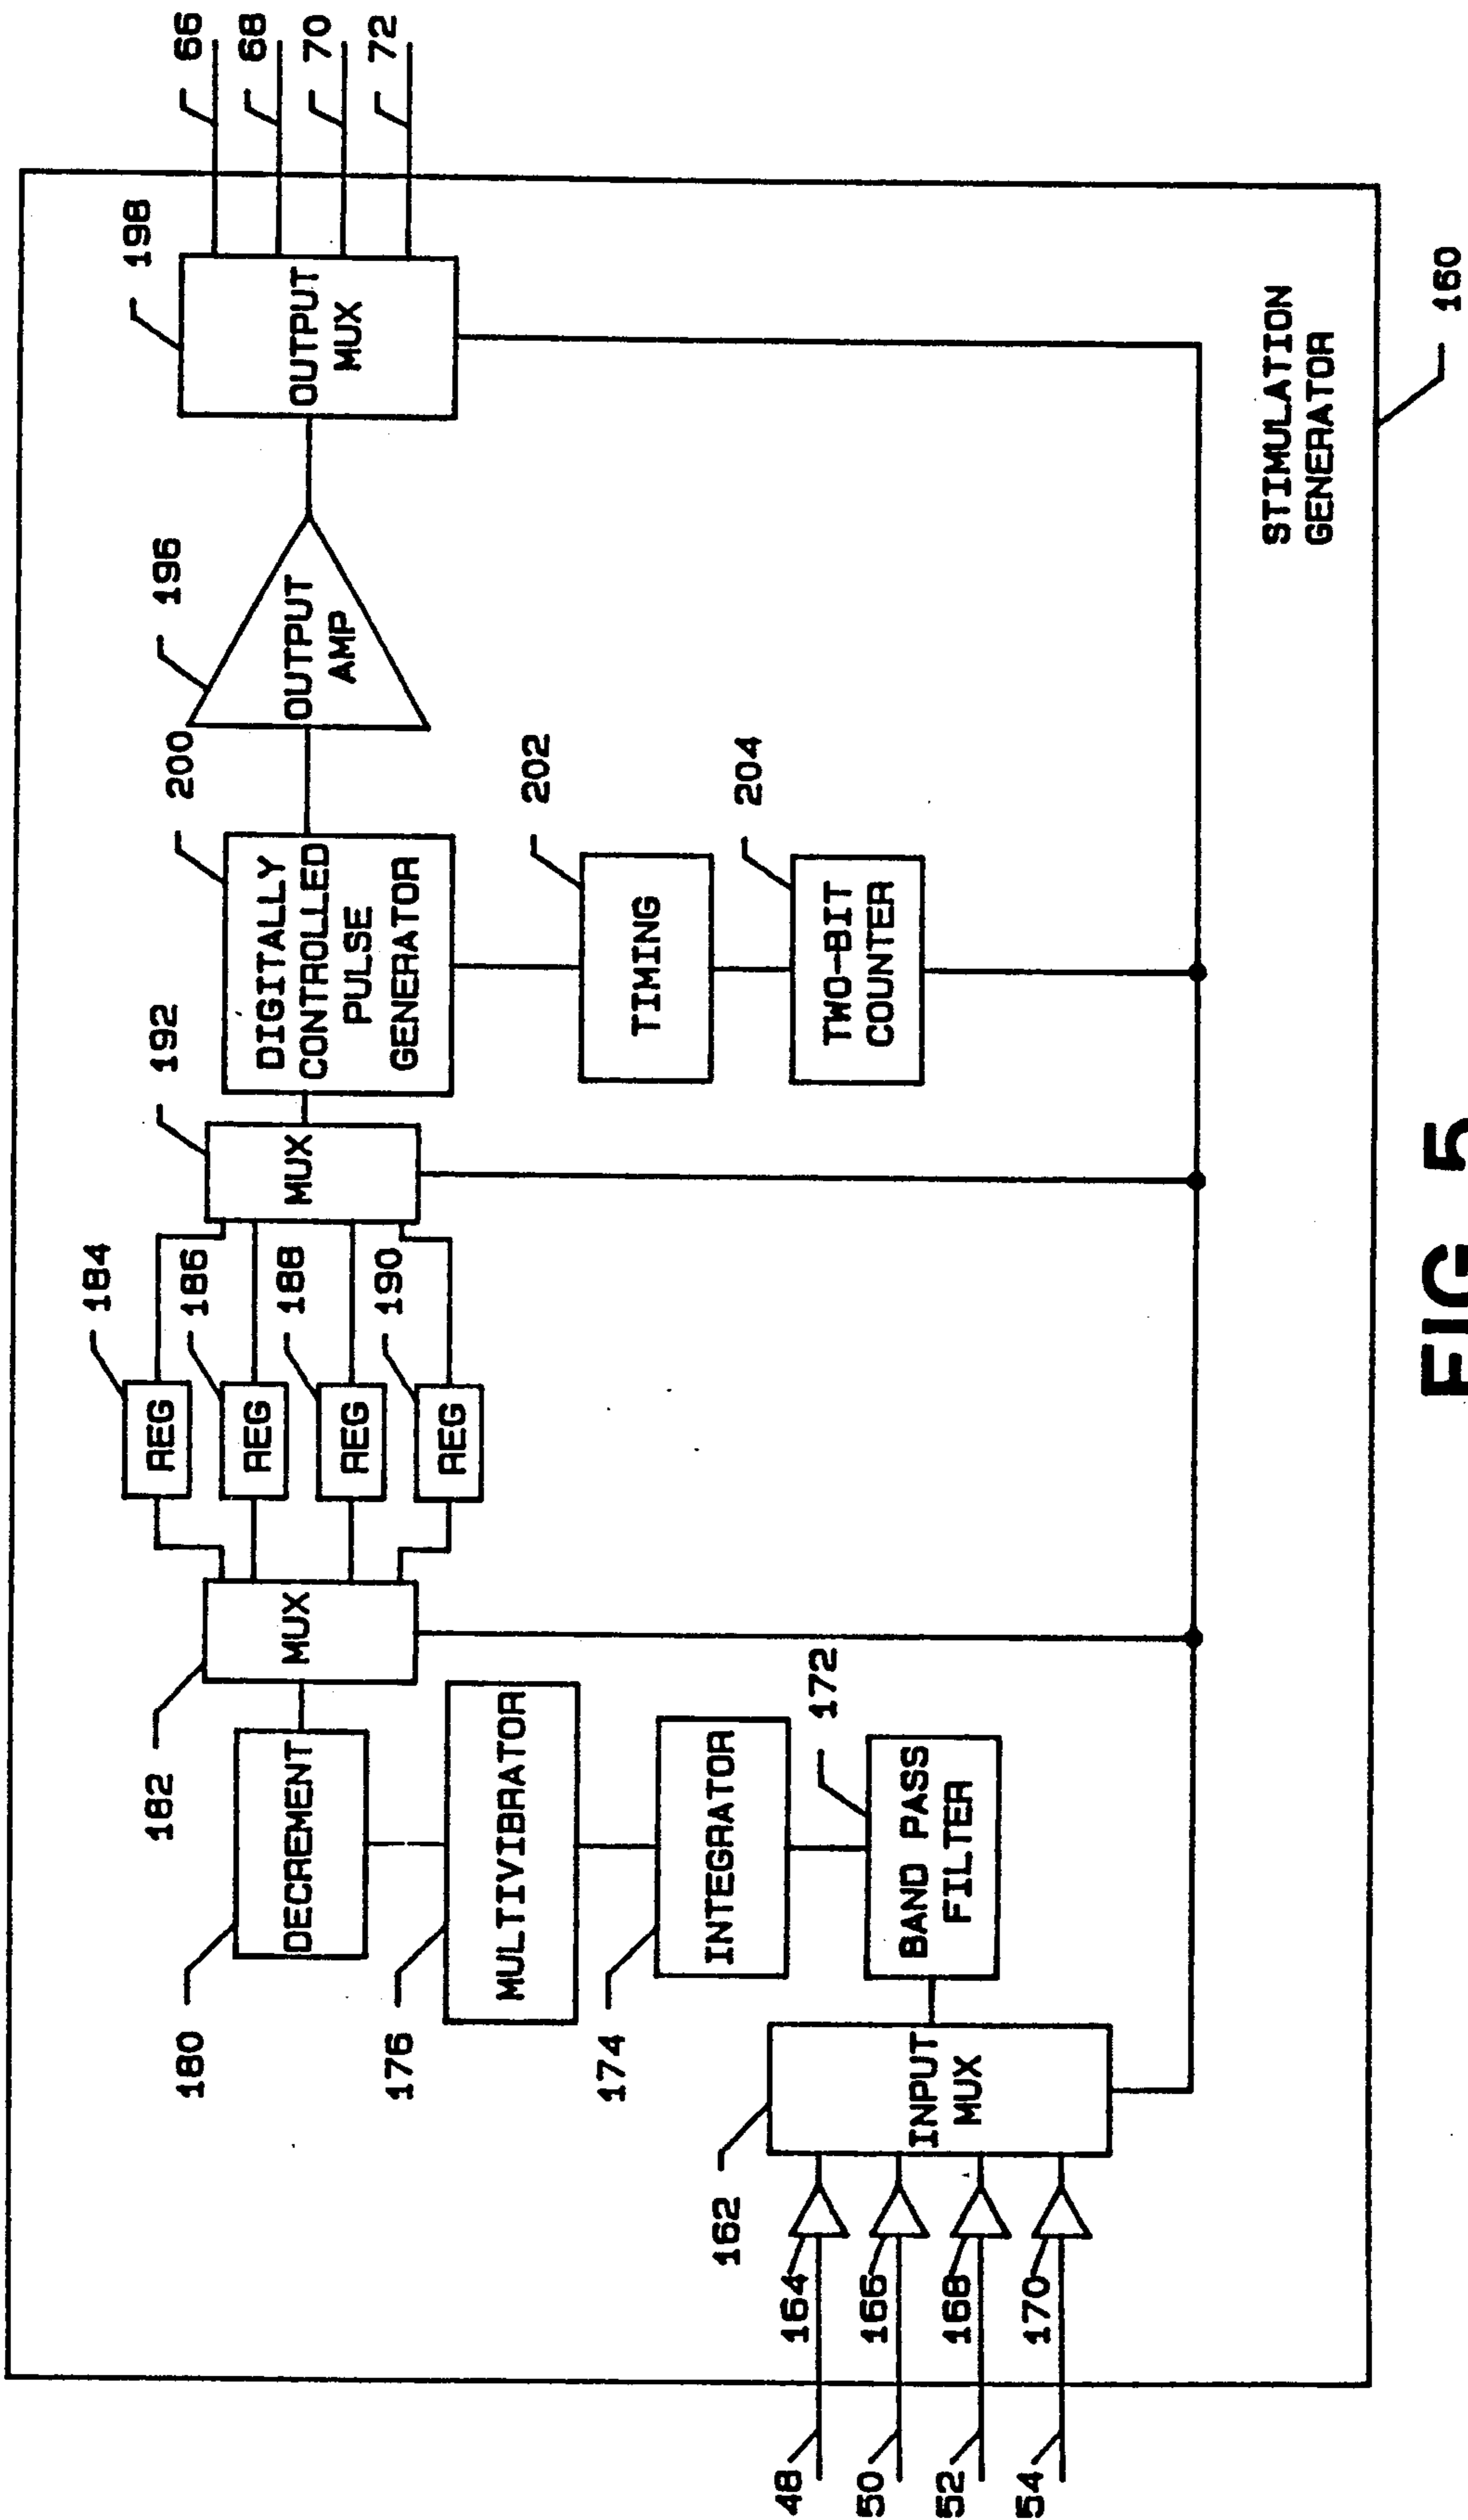 184
198
182
192
200
196
66
180
REG
186
68
DECREMENT
MUX
REG
188
MUX
DIGITALLY
CONTROLLED
PULSE
GENERATOR
OUTPUT
AMP
OUTPUT
MUX
70
REG
190
72
REG
176
MULTIVIBRATOR
202
174
INTEGRATOR
TIMING
162
172
204
48
164
BAND PASS
FILTER
TWO-BIT
COUNTER
50
166
INPUT
MUX
52
168
54
170
STIMULATION
GENERATOR
160
FIG 5